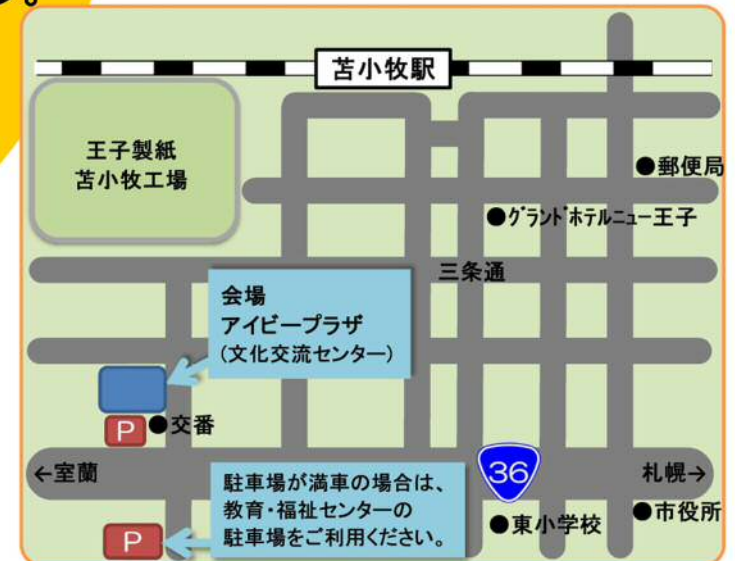 。
苫小牧駅
王子製紙
苫小牧工場
●郵便局
●グランドホテルニュー王子
三条通
会場
アイビープラザ
(文化交流センター)
P
●交番
←室蘭
36
札幌→
駐車場が満車の場合は、
教育・福祉センターの
駐車場をご利用ください。
P
●東小学校
●市役所